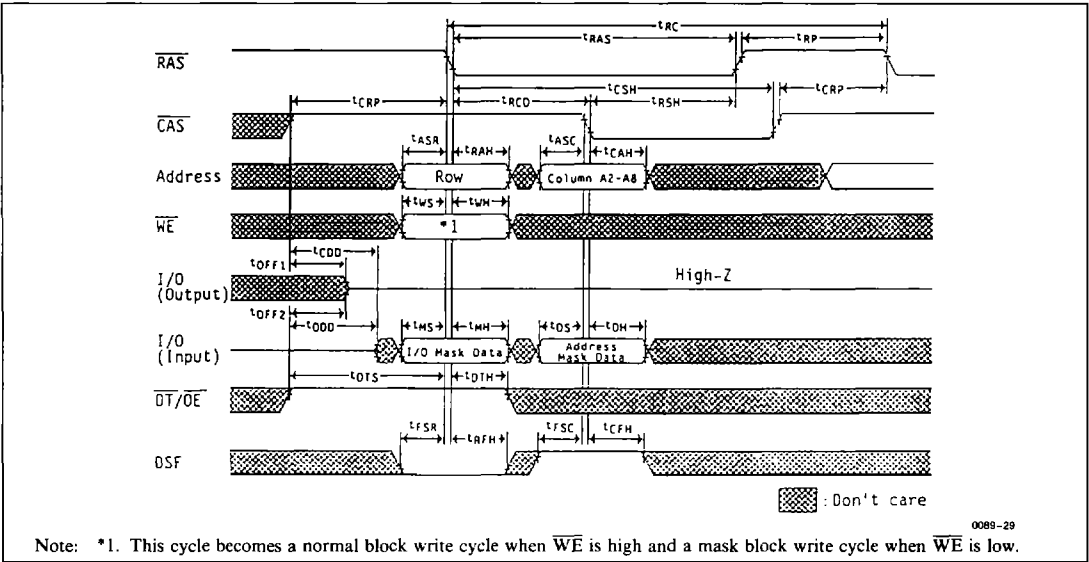 tRC
tRAS
tRP
RAS
tCSH
tCRP
tRCD
tRSH
tCRP
CAS
tASR
tRAH
tASC
tCAH
Address
Row
Column A2-A8
tWS
tWH
WE
*1
tCDD
tOFF1
I/O
(Output)
High-Z
tOFF2
tODD
tMS
tMH
tDS
tDH
I/O
(Input)
I/O Mask Data
Address
Mask Data
tDTS
tDTH
DT/OE
tFSR
tRFH
tFSC
tCFH
DSF
:Don't care
0089-29
Note: *1. This cycle becomes a normal block write cycle when WE is high and a mask block write cycle when WE is low.